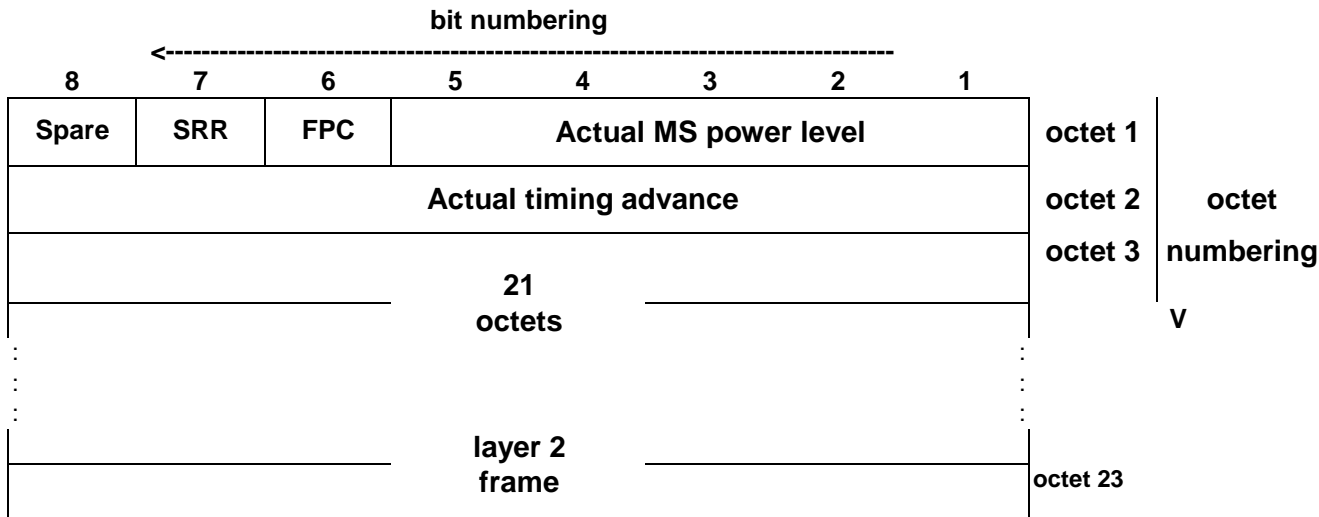 bit numbering
<--------------------------------------------------------------------------------
8 7 6 5 4 3 2 1
Spare SRR FPC Actual MS power level octet 1
Actual timing advance octet 2 octet
octet 3 numbering
21
octets V
: :
: :
: :
layer 2
frame octet 23